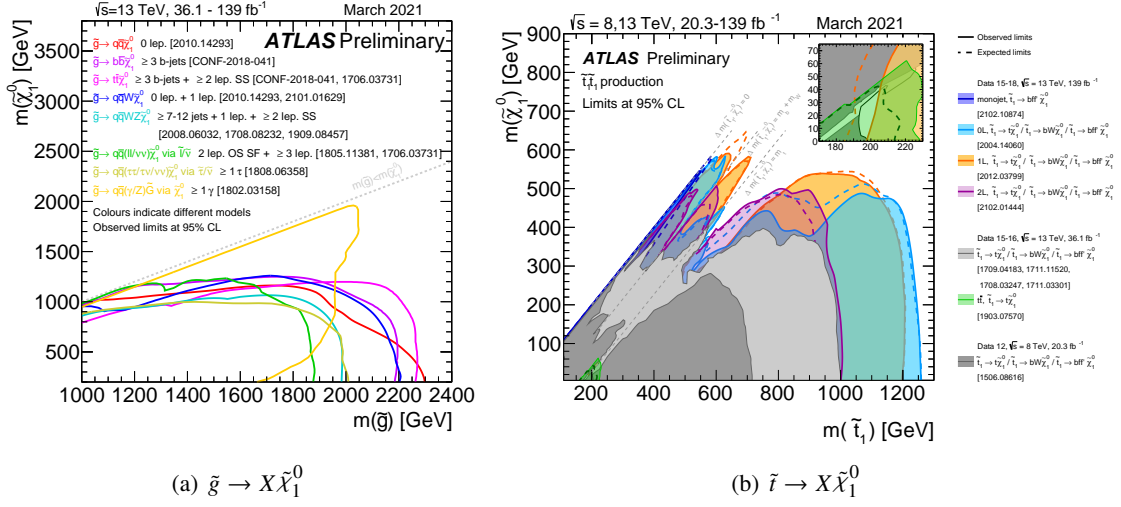 √s=13 TeV, 36.1 - 139 fb⁻¹ March 2021
ATLAS Preliminary
g̃→ qq̄χ̃₁⁰ 0 lep. [2010.14293]
g̃→ bb̄χ̃₁⁰ ≥ 3 b-jets [CONF-2018-041]
g̃→ tt̄χ̃₁⁰ ≥ 3 b-jets + ≥ 2 lep. SS [CONF-2018-041, 1706.03731]
g̃→ qq̄Wχ̃₁⁰ 0 lep. + 1 lep. [2010.14293, 2101.01629]
g̃→ qq̄WZχ̃₁⁰ ≥ 7-12 jets + 1 lep. + ≥ 2 lep. SS
[2008.06032, 1708.08232, 1909.08457]
g̃→ qq̄(ll/νν)χ̃₁⁰ via l̃/ν̃ 2 lep. OS SF + ≥ 3 lep. [1805.11381, 1706.03731]
g̃→ qq̄(ττ/τν/νν)χ̃₁⁰ via τ̃/ν̃ ≥ 1 τ [1808.06358]
g̃→ qq̄(γ/Z)G̃ via χ̃₁⁰ ≥ 1 γ [1802.03158]
Colours indicate different models
Observed limits at 95% CL
m(g̃)<m(χ̃₁⁰)
m(χ̃₁⁰) [GeV]
3500
3000
2500
2000
1500
1000
500
1000 1200 1400 1600 1800 2000 2200 2400
m(g̃) [GeV]
(a) g̃ → Xχ̃₁⁰
√s = 8,13 TeV, 20.3-139 fb⁻¹ March 2021
ATLAS Preliminary
t̃₁t̃₁ production
Limits at 95% CL
m(χ̃₁⁰) [GeV]
900
800
700
600
500
400
300
200
100
200 400 600 800 1000 1200
m( t̃₁) [GeV]
70
60
50
40
30
20
10
0
180 200 220
Observed limits
Expected limits
Data 15-18, √s = 13 TeV, 139 fb⁻¹
monojet, t̃₁→ bff' χ̃₁⁰
[2102.10874]
0L, t̃₁→ tχ̃₁⁰ / t̃₁→ bWχ̃₁⁰ / t̃₁→ bff' χ̃₁⁰
[2004.14060]
1L, t̃₁→ tχ̃₁⁰ / t̃₁→ bWχ̃₁⁰ / t̃₁→ bff' χ̃₁⁰
[2012.03799]
2L, t̃₁→ tχ̃₁⁰ / t̃₁→ bWχ̃₁⁰ / t̃₁→ bff' χ̃₁⁰
[2102.01444]
Data 15-16, √s = 13 TeV, 36.1 fb⁻¹
t̃₁→ tχ̃₁⁰ / t̃₁→ bWχ̃₁⁰ / t̃₁→ bff' χ̃₁⁰
[1709.04183, 1711.11520,
1708.03247, 1711.03301]
tt̄, t̃₁→ tχ̃₁⁰
[1903.07570]
Data 12, √s = 8 TeV, 20.3 fb⁻¹
t̃₁→ tχ̃₁⁰ / t̃₁→ bWχ̃₁⁰ / t̃₁→ bff' χ̃₁⁰
[1506.08616]
(b) t̃ → Xχ̃₁⁰